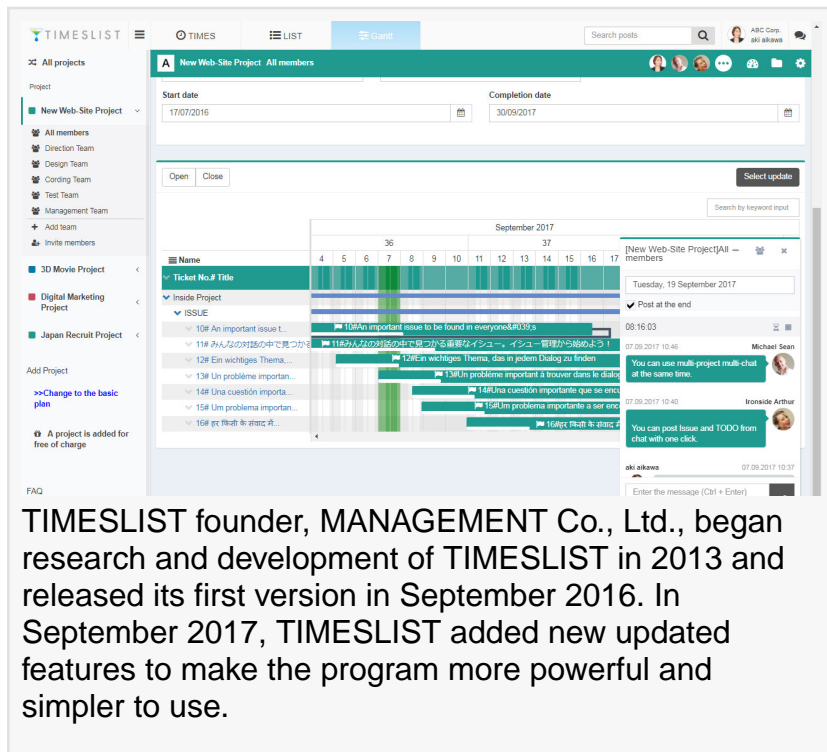 TIMESLIST
TIMES
LIST
Gantt
Search posts
ABC Corp.
aki aikawa
All projects
A New Web-Site Project All members
Project
New Web-Site Project
All members
Direction Team
Design Team
Cording Team
Test Team
Management Team
Add team
Invite members
3D Movie Project
Digital Marketing
Project
Japan Recruit Project
Add Project
>>Change to the basic
plan
A project is added for
free of charge
FAQ
Start date
Completion date
17/07/2016
30/09/2017
Open
Close
Select update
Search by keyword input
September 2017
36
37
Name
4 5 6 7 8 9 10 11 12 13 14 15 16 17
Ticket No.# Title
Inside Project
ISSUE
10# An important issue t...
10#An important issue to be found in everyone&#039,s
11# みんなの対話の中で見つかる
11#みんなの対話の中で見つかる重要なイシュー。イシュー管理から始めよう！
12# Ein wichtiges Thema,...
12#Ein wichtiges Thema, das in jedem Dialog zu finden
13# Un problème importan...
13#Un problème important à trouver dans le dialog
14# Una cuestión importa...
14#Una cuestión importante que se encu
15# Um problema importan...
15#Um problema importante a ser enc
16# हर किसी के संवाद में...
16#हर किसी के संवाद में
[New Web-Site Project]All
members
Tuesday, 19 September 2017
Post at the end
08:16:03
07.09.2017 10:46
Michael Sean
You can use multi-project multi-chat
at the same time.
07.09.2017 10:40
Ironside Arthur
You can post Issue and TODO from
chat with one click.
aki aikawa
07.09.2017 10:37
Enter the message (Ctrl + Enter)
TIMESLIST founder, MANAGEMENT Co., Ltd., began
research and development of TIMESLIST in 2013 and
released its first version in September 2016. In
September 2017, TIMESLIST added new updated
features to make the program more powerful and
simpler to use.